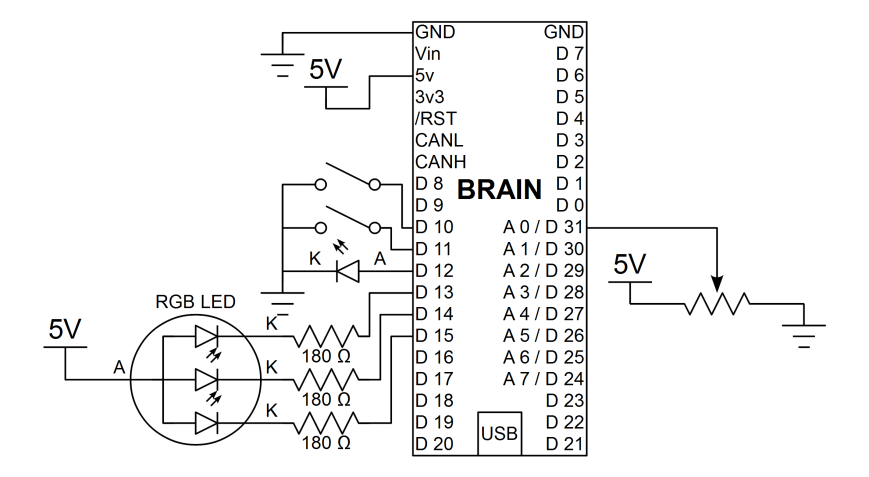 GND GND
Vin D 7
5V 5v D 6
3v3 D 5
/RST D 4
CANL D 3
CANH D 2
D 8 BRAIN D 1
D 9 D 0
D 10 A 0 / D 31
D 11 A 1 / D 30
K A D 12 A 2 / D 29 5V
RGB LED D 13 A 3 / D 28
5V K D 14 A 4 / D 27
D 15 A 5 / D 26
180 Ω D 16 A 6 / D 25
A K D 17 A 7 / D 24
180 Ω D 18 D 23
K D 19 USB D 22
180 Ω D 20 D 21